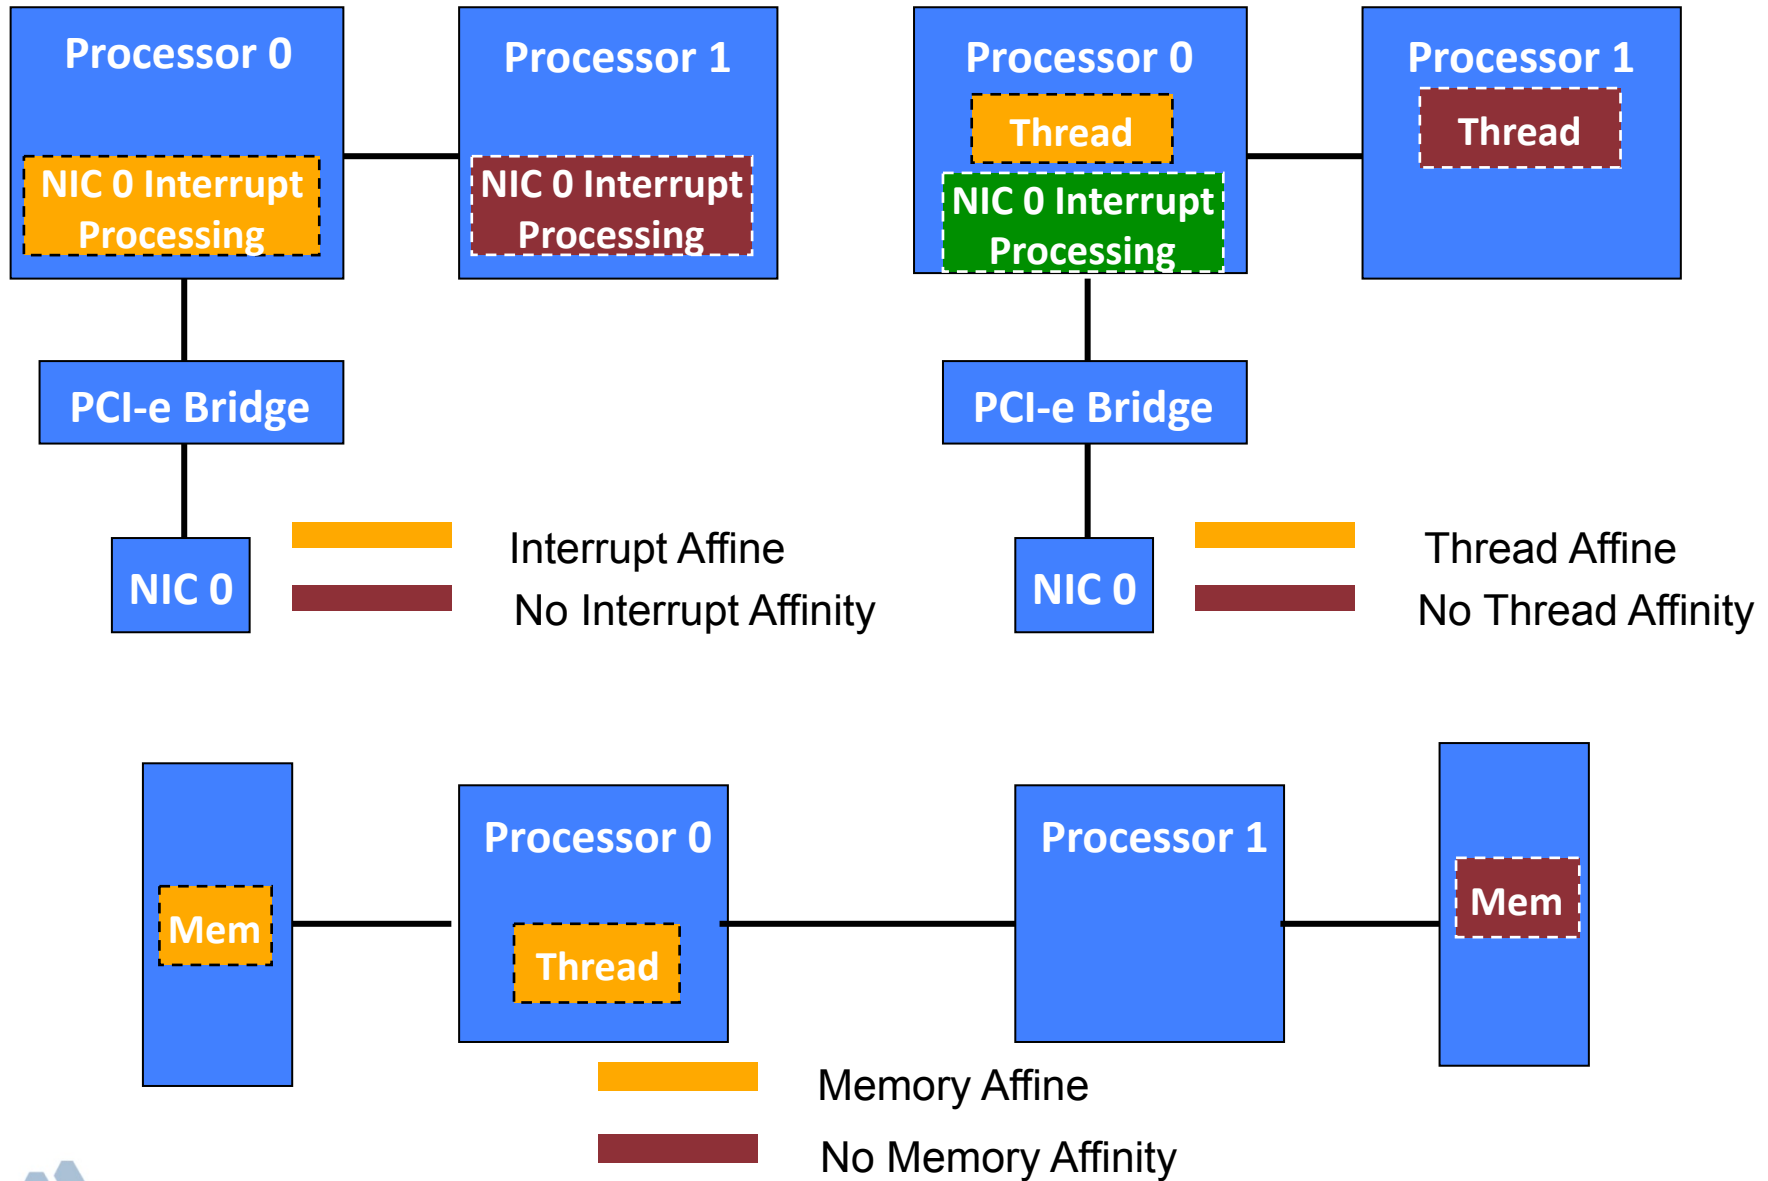 Processor 0
NIC 0 Interrupt
Processing
Processor 1
NIC 0 Interrupt
Processing
PCI-e Bridge
NIC 0
Interrupt Affine
No Interrupt Affinity
Processor 0
Thread
NIC 0 Interrupt
Processing
Processor 1
Thread
PCI-e Bridge
NIC 0
Thread Affine
No Thread Affinity
Mem
Processor 0
Thread
Processor 1
Mem
Memory Affine
No Memory Affinity